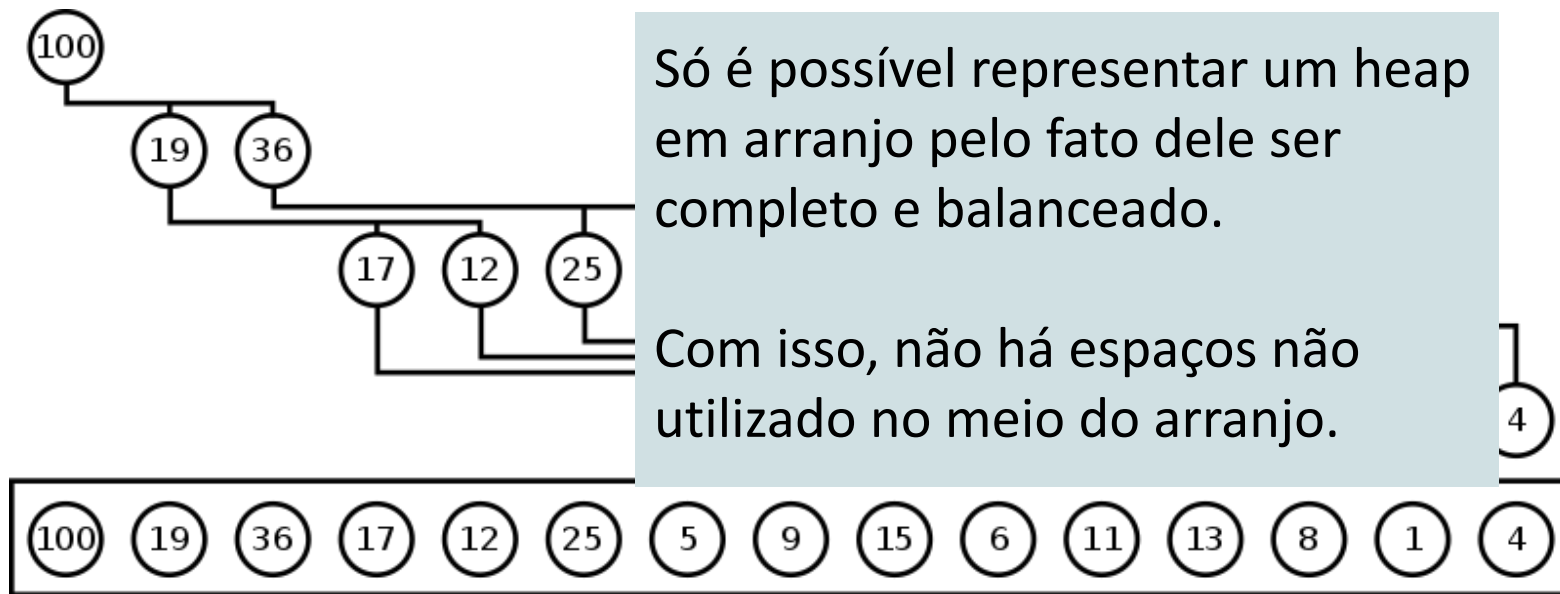 100
19 36
17 12 25
4
Só é possível representar um heap
em arranjo pelo fato dele ser
completo e balanceado.
Com isso, não há espaços não
utilizado no meio do arranjo.
100 19 36 17 12 25 5 9 15 6 11 13 8 1 4